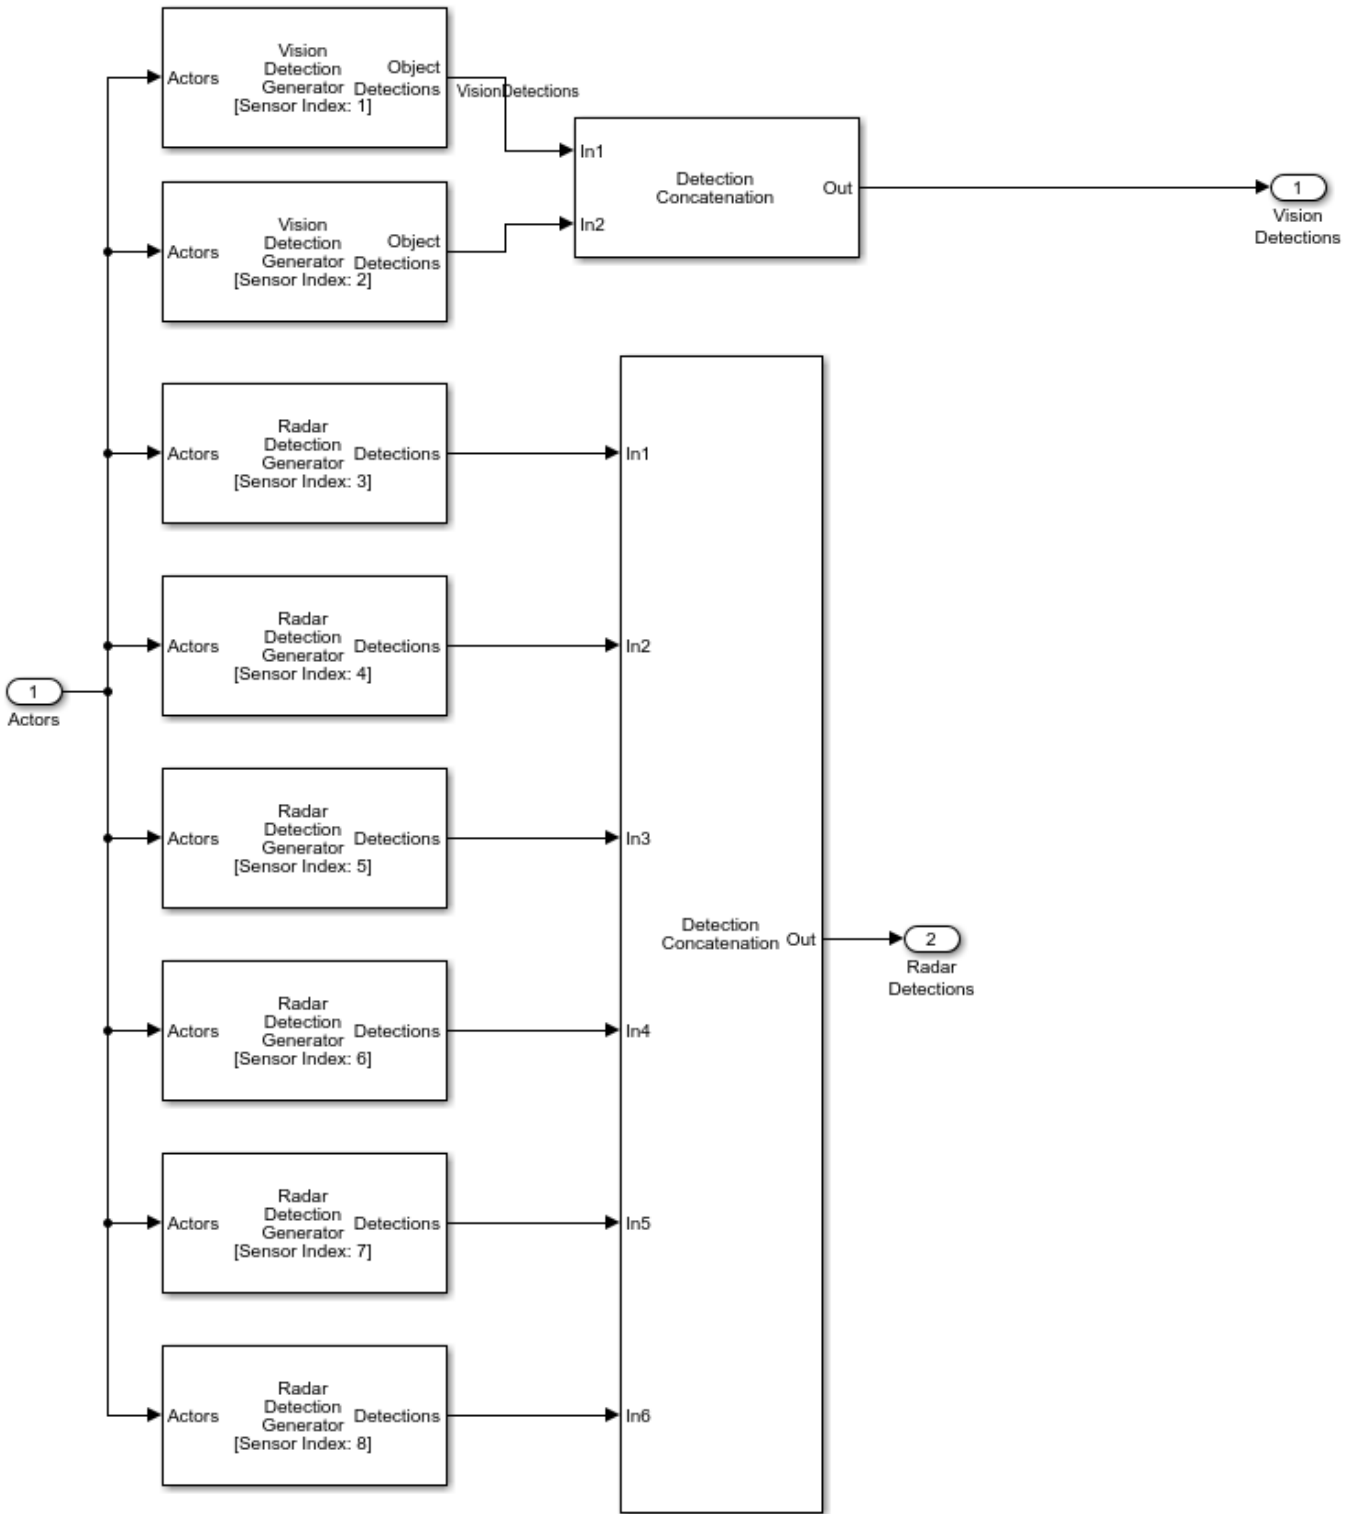 Actors
Vision
Detection
Generator
[Sensor Index: 1]
Object
Detections
VisionDetections
Actors
Vision
Detection
Generator
[Sensor Index: 2]
Object
Detections
In1
In2
Detection
Concatenation
Out
1
Vision
Detections
Actors
Radar
Detection
Generator
[Sensor Index: 3]
Detections
Actors
Radar
Detection
Generator
[Sensor Index: 4]
Detections
1
Actors
Actors
Radar
Detection
Generator
[Sensor Index: 5]
Detections
Actors
Radar
Detection
Generator
[Sensor Index: 6]
Detections
Actors
Radar
Detection
Generator
[Sensor Index: 7]
Detections
Actors
Radar
Detection
Generator
[Sensor Index: 8]
Detections
In1
In2
In3
In4
In5
In6
Detection
Concatenation
Out
2
Radar
Detections